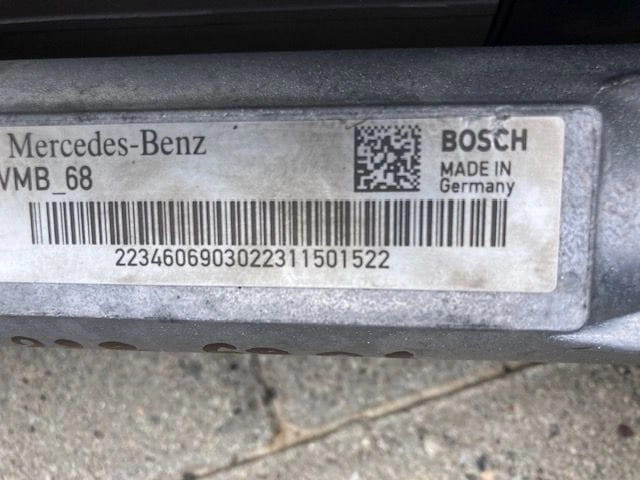 Mercedes-Benz
VMB_68
BOSCH
MADE IN
Germany
2234606903022311501522